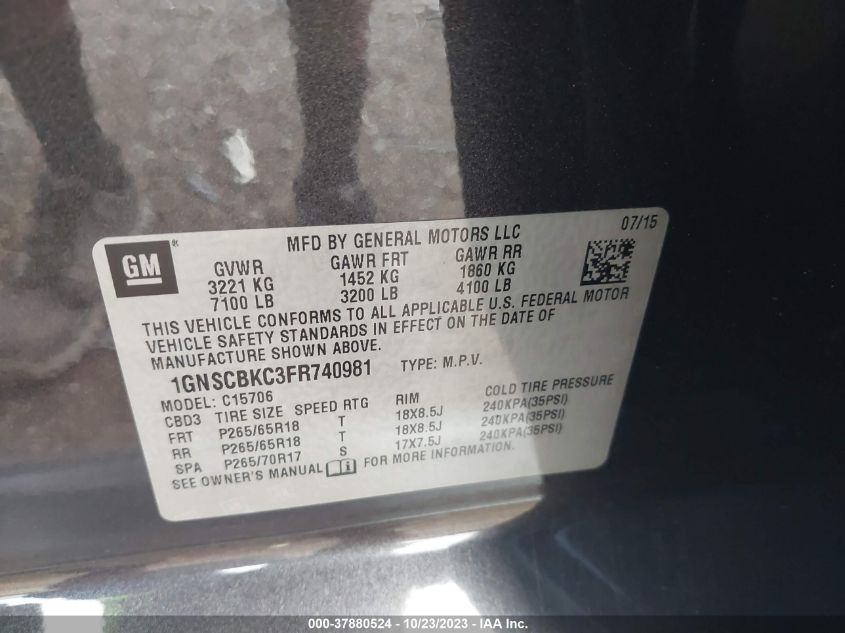 GM ®
MFD BY GENERAL MOTORS LLC
07/15
GVWR GAWR FRT GAWR RR
3221 KG 1452 KG 1860 KG
7100 LB 3200 LB 4100 LB
THIS VEHICLE CONFORMS TO ALL APPLICABLE U.S. FEDERAL MOTOR
VEHICLE SAFETY STANDARDS IN EFFECT ON THE DATE OF
MANUFACTURE SHOWN ABOVE.
1GNSCBKC3FR740981 TYPE: M.P.V.
MODEL: C15706
CBD3 TIRE SIZE SPEED RTG RIM COLD TIRE PRESSURE
FRT P265/65R18 T 18X8.5J 240KPA(35PSI)
RR P265/65R18 T 18X8.5J 240KPA(35PSI)
SPA P265/70R17 S 17X7.5J 240KPA(35PSI)
SEE OWNER'S MANUAL i FOR MORE INFORMATION.
000-37880524 - 10/23/2023 - IAAI.com